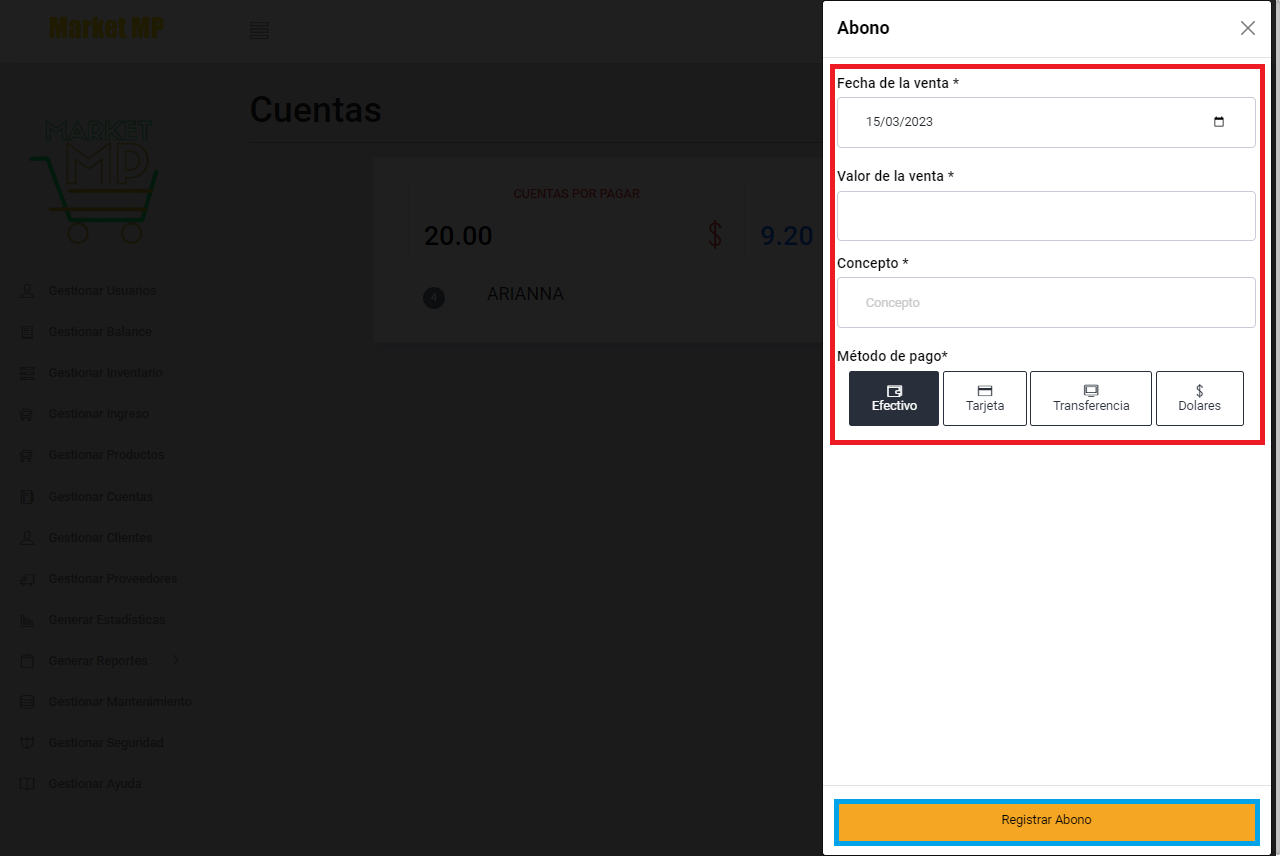 Market MP
MARKET
MP
Gestionar Usuarios
Gestionar Balance
Gestionar Inventario
Gestionar Ingreso
Gestionar Productos
Gestionar Cuentas
Gestionar Clientes
Gestionar Proveedores
Generar Estadísticas
Generar Reportes
Gestionar Mantenimiento
Gestionar Seguridad
Gestionar Ayuda
Cuentas
CUENTAS POR PAGAR
20.00
$
9.20
4
ARIANNA
Abono
Fecha de la venta *
15/03/2023
Valor de la venta *
Concepto *
Concepto
Método de pago*
Efectivo
Tarjeta
Transferencia
$
Dolares
Registrar Abono